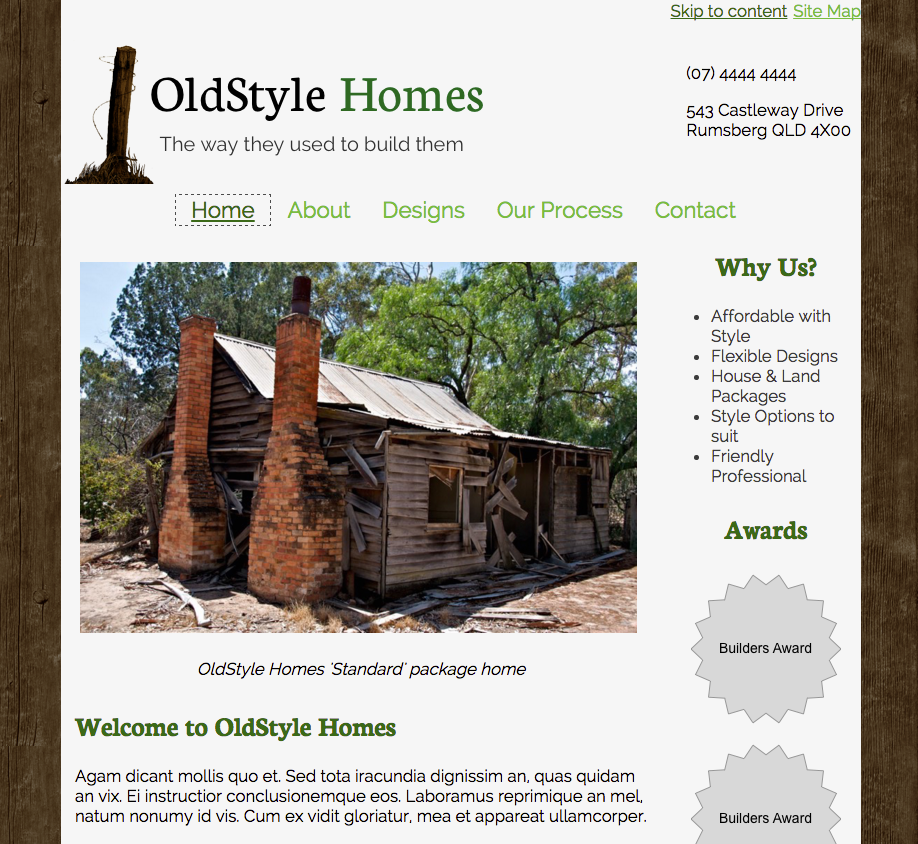 Skip to content Site Map
OldStyle Homes
The way they used to build them
(07) 4444 4444
543 Castleway Drive
Rumsberg QLD 4X00
Home About Designs Our Process Contact
OldStyle Homes 'Standard' package home
Welcome to OldStyle Homes
Agam dicant mollis quo et. Sed tota iracundia dignissim an, quas quidam
an vix. Ei instructior conclusionemque eos. Laboramus reprimique an mel,
natum nonumy id vis. Cum ex vidit gloriatur, mea et appareat ullamcorper.
Why Us?
Affordable with
Style
Flexible Designs
House & Land
Packages
Style Options to
suit
Friendly
Professional
Awards
Builders Award
Builders Award